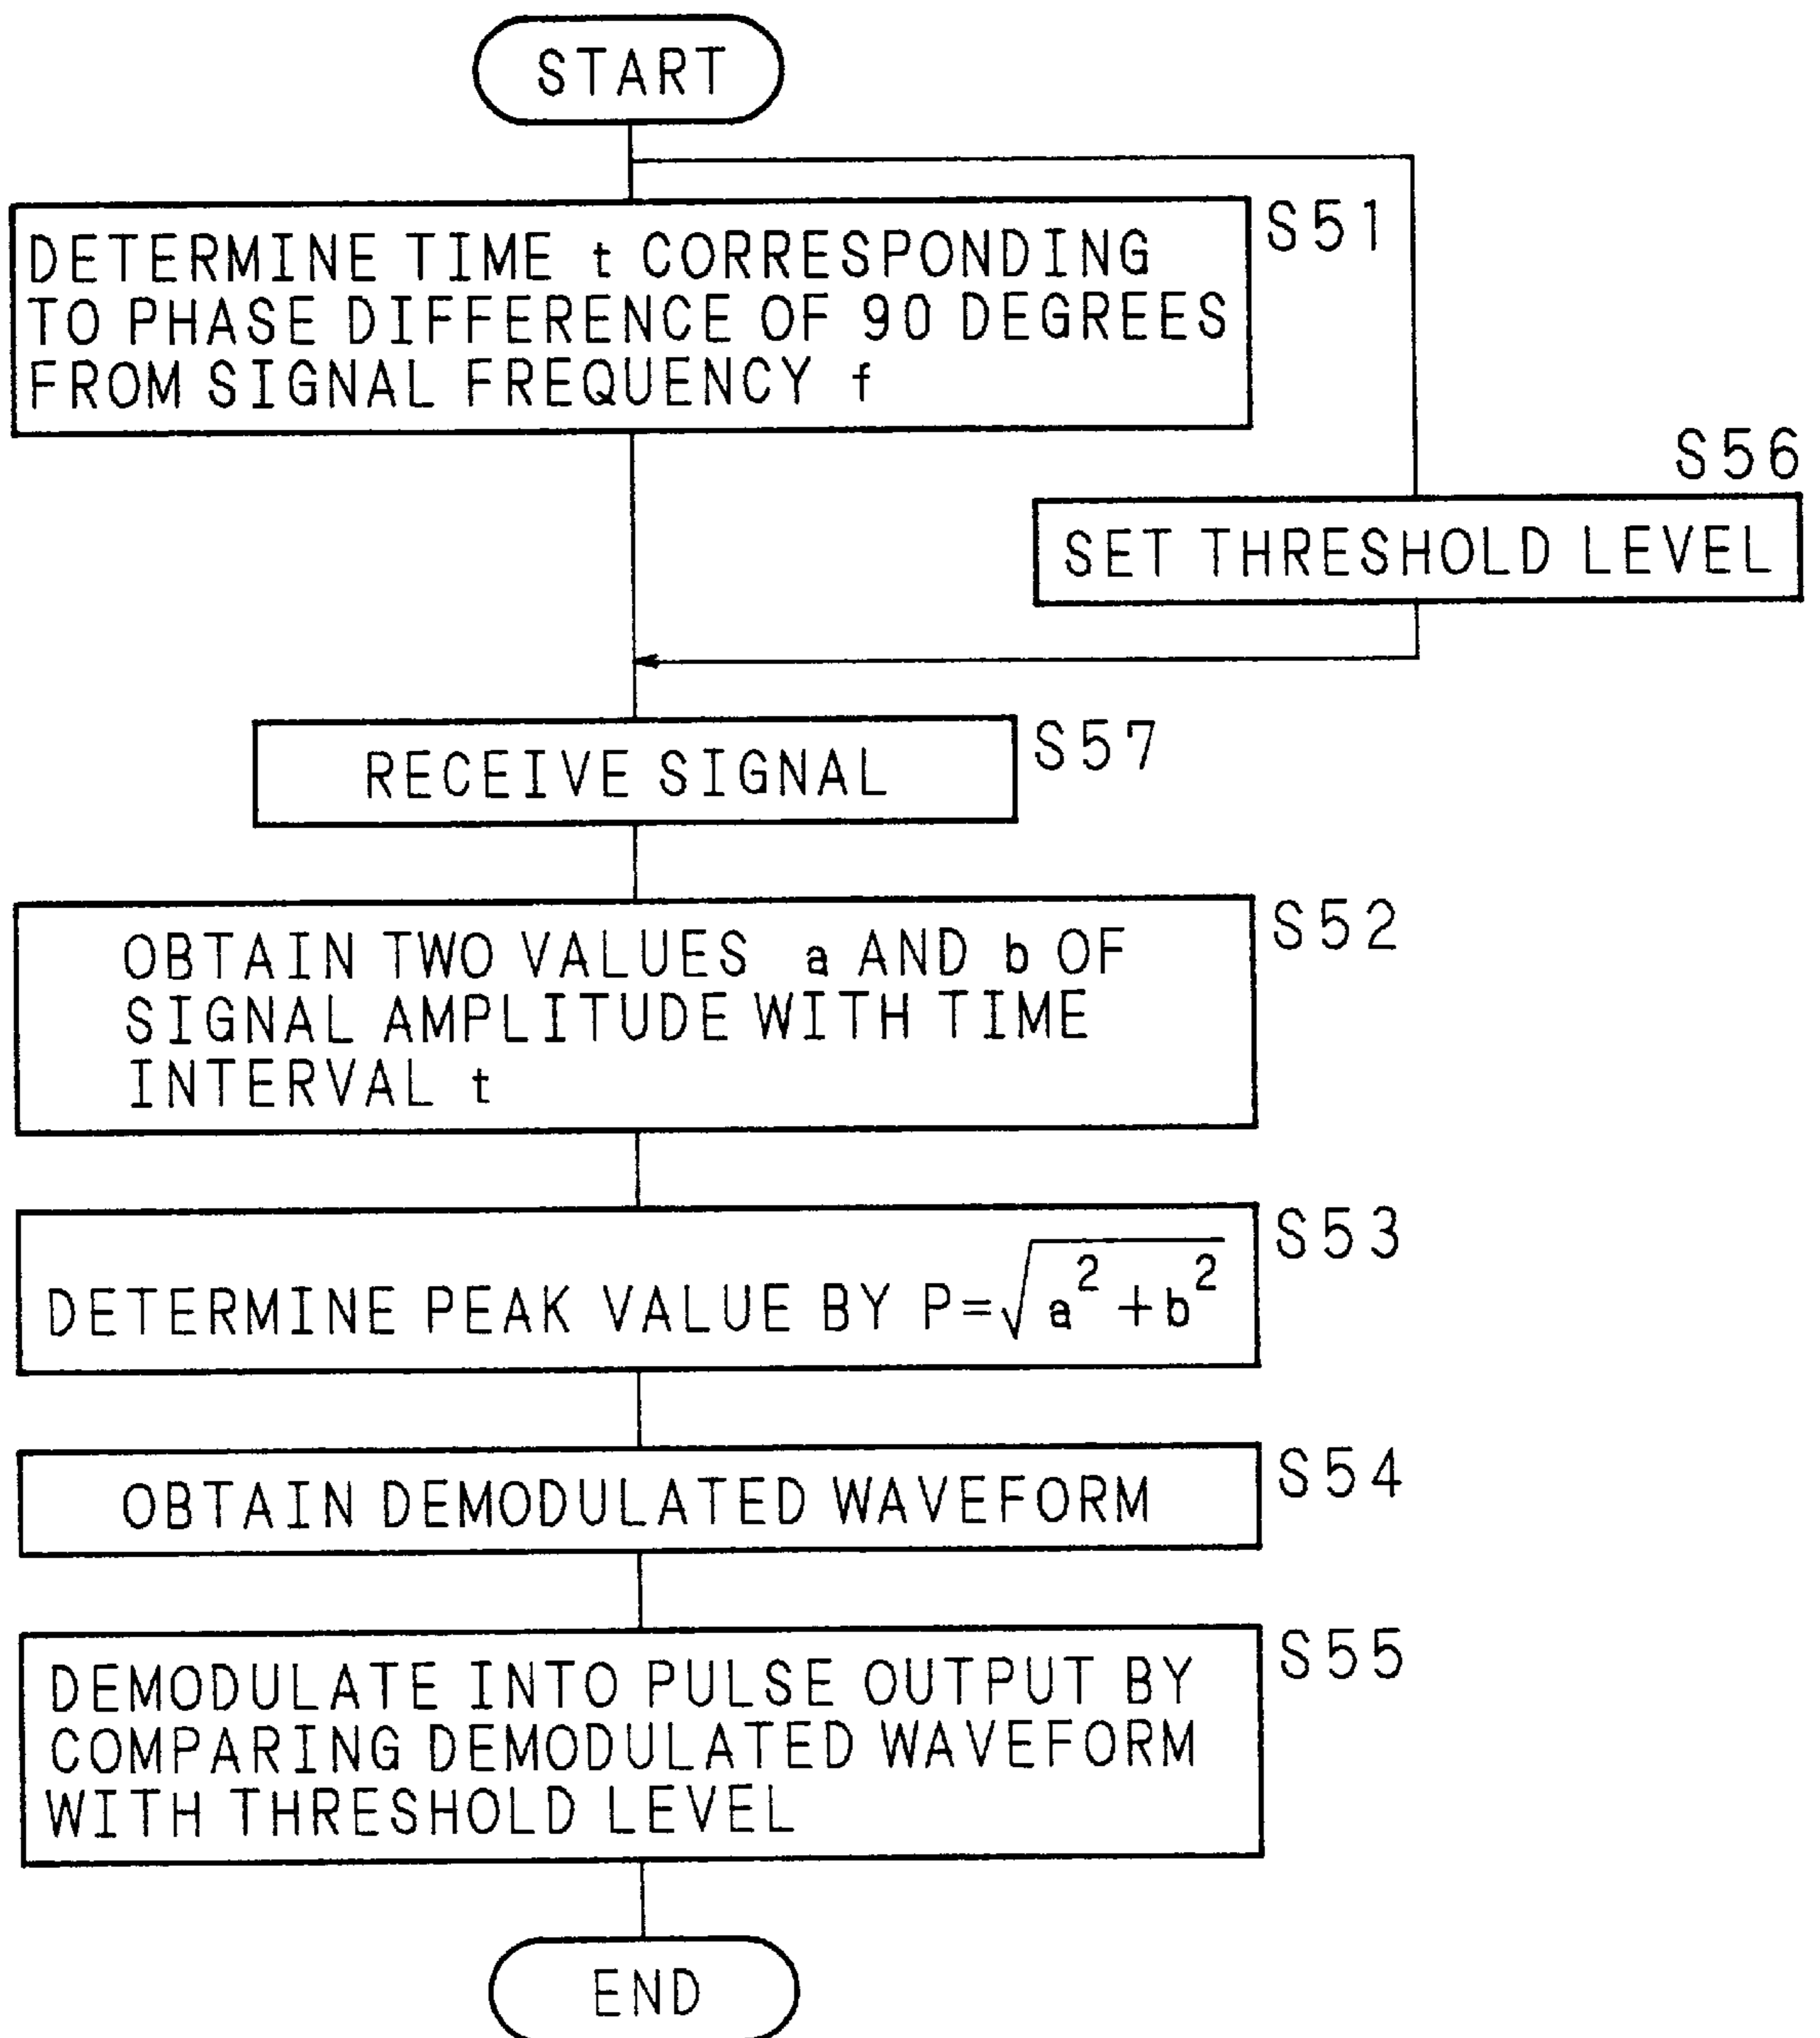 START
S51
DETERMINE TIME t CORRESPONDING
TO PHASE DIFFERENCE OF 90 DEGREES
FROM SIGNAL FREQUENCY f
S56
SET THRESHOLD LEVEL
S57
RECEIVE SIGNAL
S52
OBTAIN TWO VALUES a AND b OF
SIGNAL AMPLITUDE WITH TIME
INTERVAL t
S53
DETERMINE PEAK VALUE BY P=√a²+b²
S54
OBTAIN DEMODULATED WAVEFORM
S55
DEMODULATE INTO PULSE OUTPUT BY
COMPARING DEMODULATED WAVEFORM
WITH THRESHOLD LEVEL
END